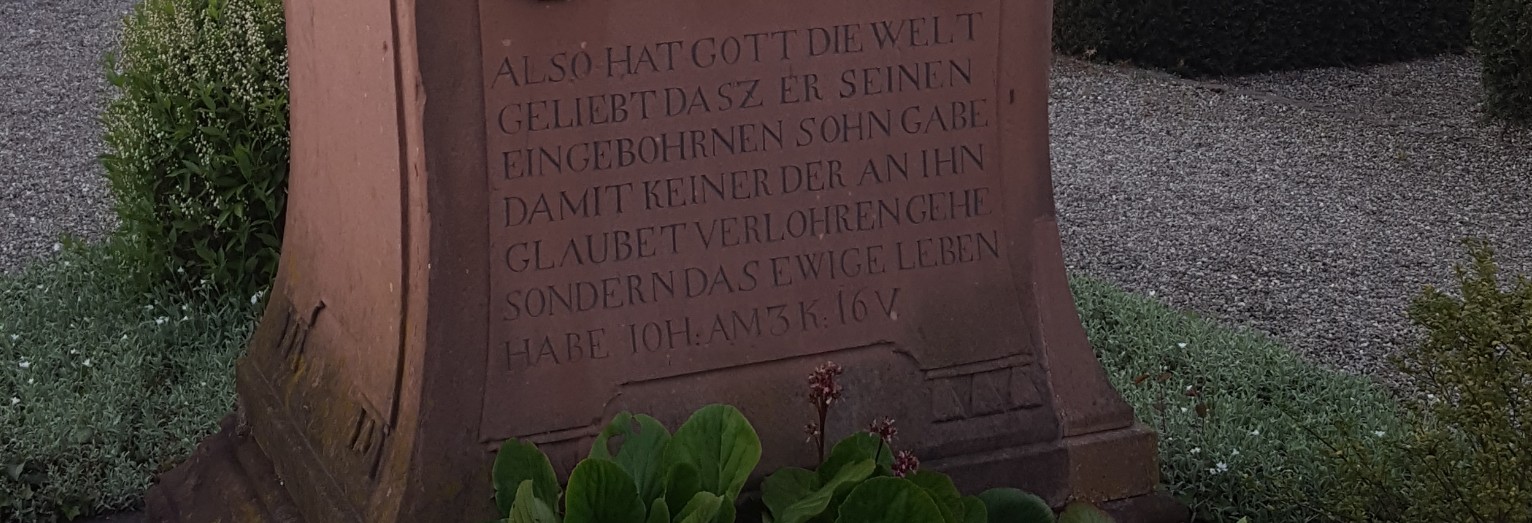 ALSO HAT GOTT DIE WELT
GELIEBT DASZ ER SEINEN
EINGEBOHRNEN SOHN GABE
DAMIT KEINER DER AN IHN
GLAUBET VERLOHREN GEHE
SONDERN DAS EWIGE LEBEN
HABE IOH: AM 3 K: 16 V.